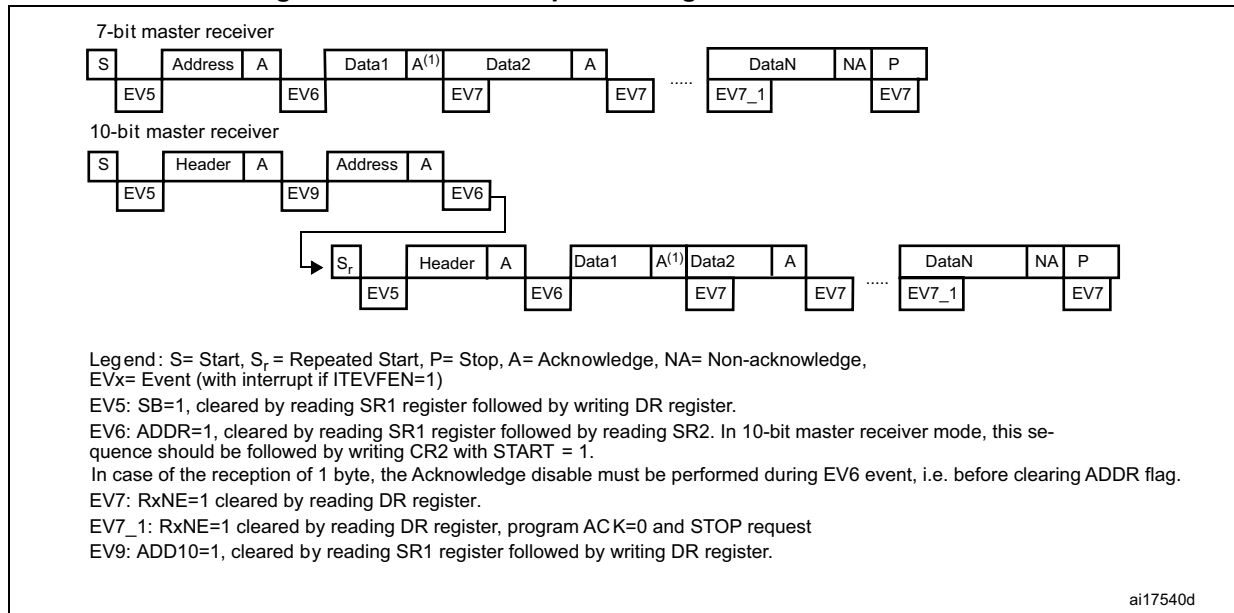 7-bit master receiver
S Address A Data1 A(1) Data2 A ..... DataN NA P
EV5 EV6 EV7 EV7 EV7_1 EV7
10-bit master receiver
S Header A Address A
EV5 EV9 EV6
Sr Header A Data1 A(1) Data2 A ..... DataN NA P
EV5 EV6 EV7 EV7 EV7_1 EV7
Legend: S= Start, Sr = Repeated Start, P= Stop, A= Acknowledge, NA= Non-acknowledge,
EVx= Event (with interrupt if ITEVFEN=1)
EV5: SB=1, cleared by reading SR1 register followed by writing DR register.
EV6: ADDR=1, cleared by reading SR1 register followed by reading SR2. In 10-bit master receiver mode, this se-
quence should be followed by writing CR2 with START = 1.
In case of the reception of 1 byte, the Acknowledge disable must be performed during EV6 event, i.e. before clearing ADDR flag.
EV7: RxNE=1 cleared by reading DR register.
EV7_1: RxNE=1 cleared by reading DR register, program ACK=0 and STOP request
EV9: ADD10=1, cleared by reading SR1 register followed by writing DR register.
ai17540d